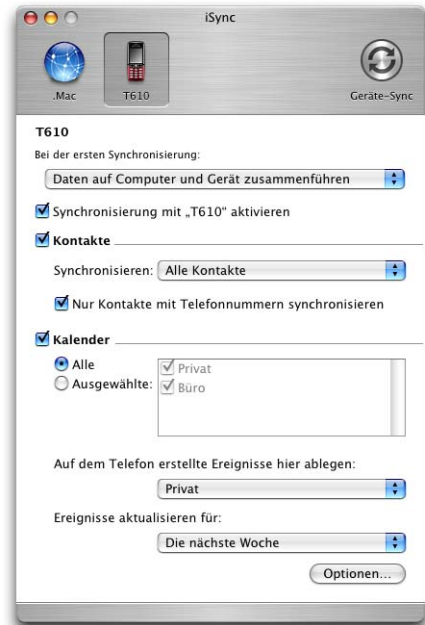 iSync
.Mac T610 Geräte-Sync
T610
Bei der ersten Synchronisierung:
Daten auf Computer und Gerät zusammenführen
Synchronisierung mit „T610“ aktivieren
Kontakte
Synchronisieren: Alle Kontakte
Nur Kontakte mit Telefonnummern synchronisieren
Kalender
Alle
Privat
Ausgewählte: Büro
Auf dem Telefon erstellte Ereignisse hier ablegen:
Privat
Ereignisse aktualisieren für:
Die nächste Woche
Optionen...